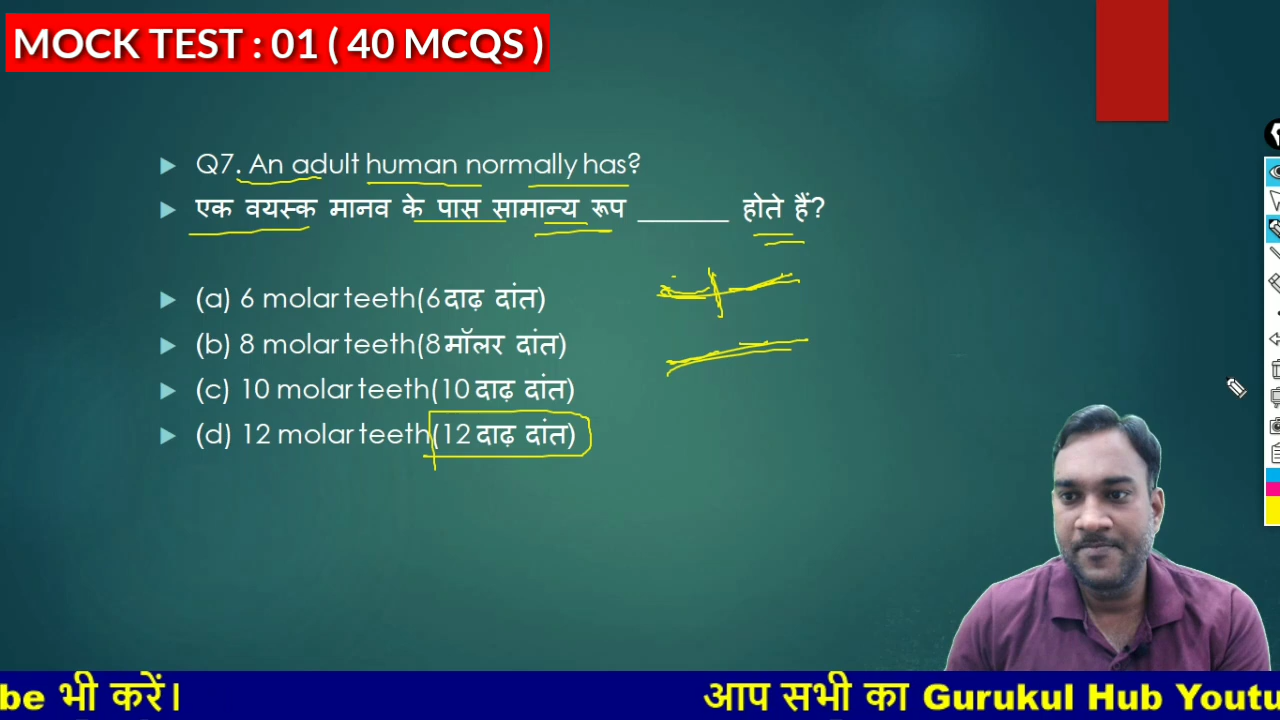 MOCK TEST : 01 ( 40 MCQS )
Q7. An adult human normally has?
एक वयस्क मानव के पास सामान्य रूप ________ होते हैं?
(a) 6 molar teeth(6 दाढ़ दांत)
(b) 8 molar teeth(8 मॉलर दांत)
(c) 10 molar teeth(10 दाढ़ दांत)
(d) 12 molar teeth(12 दाढ़ दांत)
be भी करें। आप सभी का Gurukul Hub Youtu